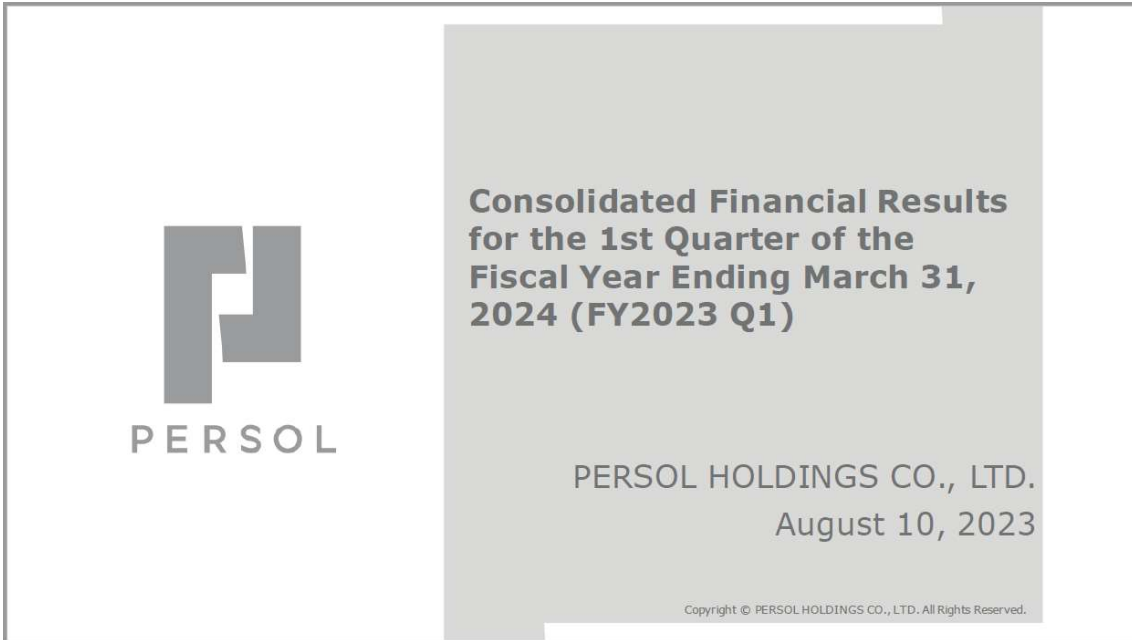 PERSOL
Consolidated Financial Results
for the 1st Quarter of the
Fiscal Year Ending March 31,
2024 (FY2023 Q1)
PERSOL HOLDINGS CO., LTD.
August 10, 2023
Copyright © PERSOL HOLDINGS CO., LTD. All Rights Reserved.